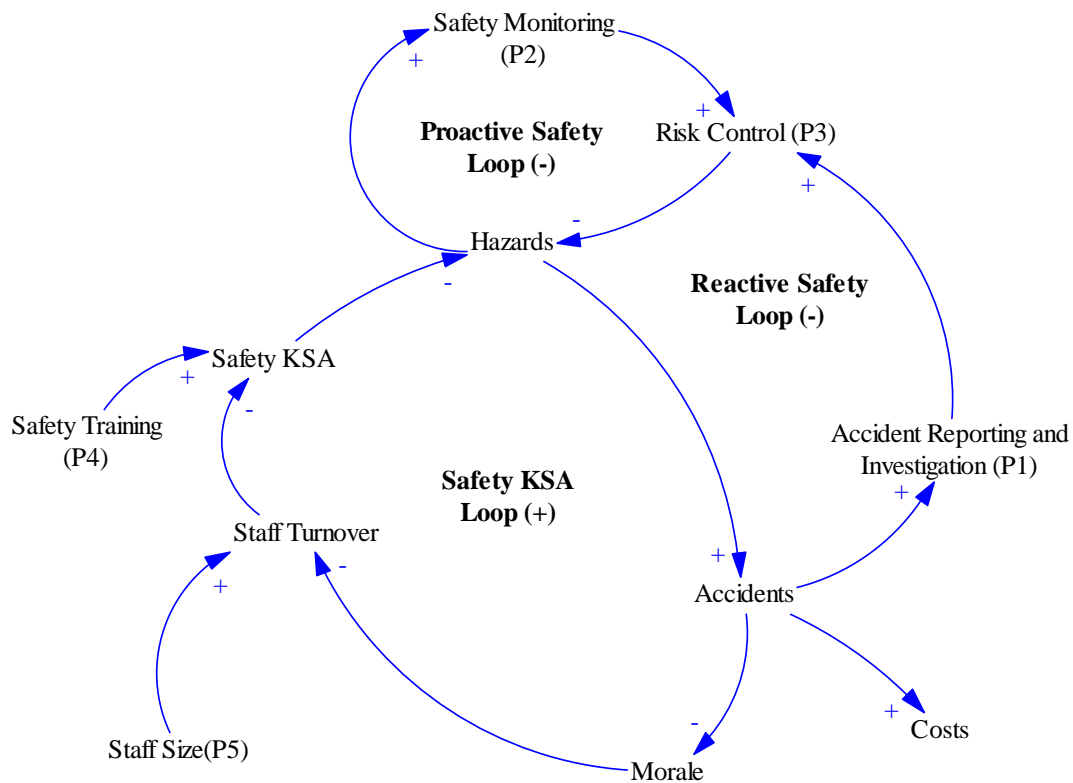 Safety Monitoring
(P2)
+
+
Proactive Safety
Loop (-)
Risk Control (P3)
+
-
Hazards
-
Reactive Safety
Loop (-)
Safety KSA
+
-
Safety Training
(P4)
Accident Reporting and
Investigation (P1)
+
Safety KSA
Loop (+)
Staff Turnover
+
-
+
Accidents
-
+
Costs
Staff Size(P5)
Morale